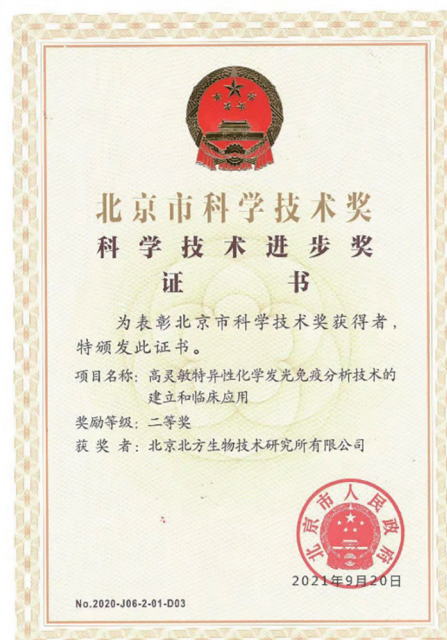 北京市科学技术奖
科学技术进步奖
证 书
为表彰北京市科学技术奖获得者，
特颁发此证书。
项目名称：高灵敏特异性化学发光免疫分析技术的
建立和临床应用
奖励等级：二等奖
获 奖 者：北京北方生物技术研究所有限公司
北京市人民政府
2021年9月20日
No.2020-J06-2-01-D03